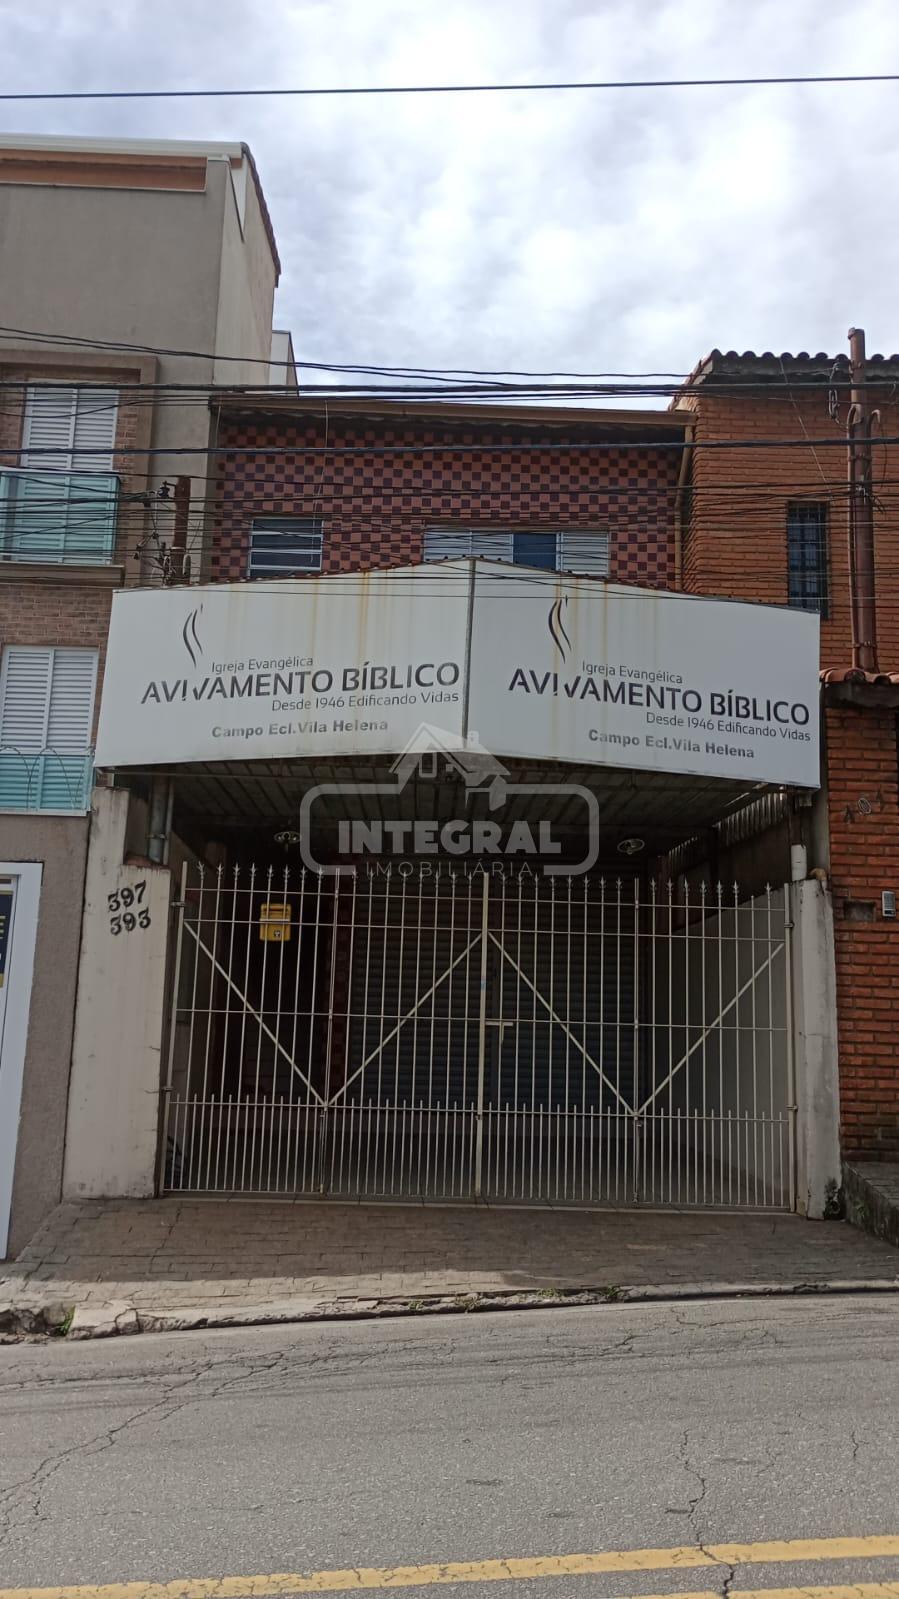 Igreja Evangélica
AVIVAMENTO BÍBLICO
Desde 1946 Edificando Vidas
Campo Ecl.Vila Helena
Igreja Evangélica
AVIVAMENTO BÍBLICO
Desde 1946 Edificando Vidas
Campo Ecl.Vila Helena
INTEGRAL
IMOBILIÁRIA
397
393
401